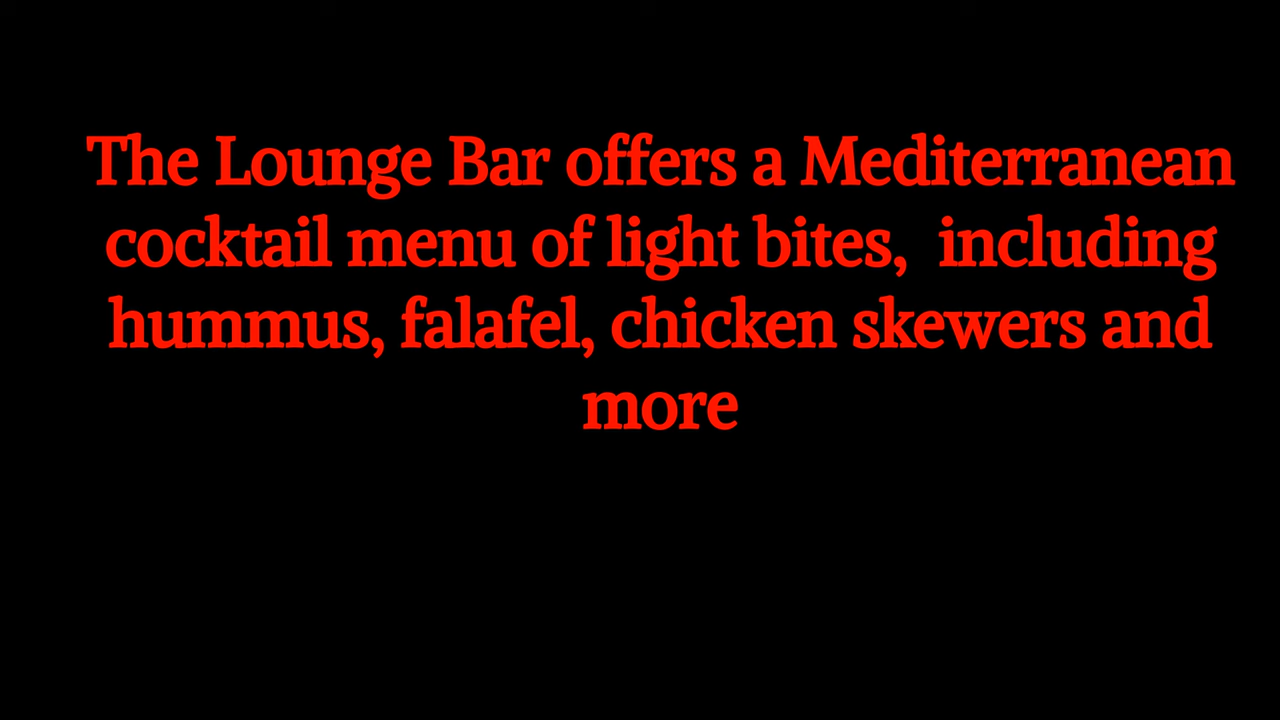 The Lounge Bar offers a Mediterranean
cocktail menu of light bites,  including
hummus, falafel, chicken skewers and
more